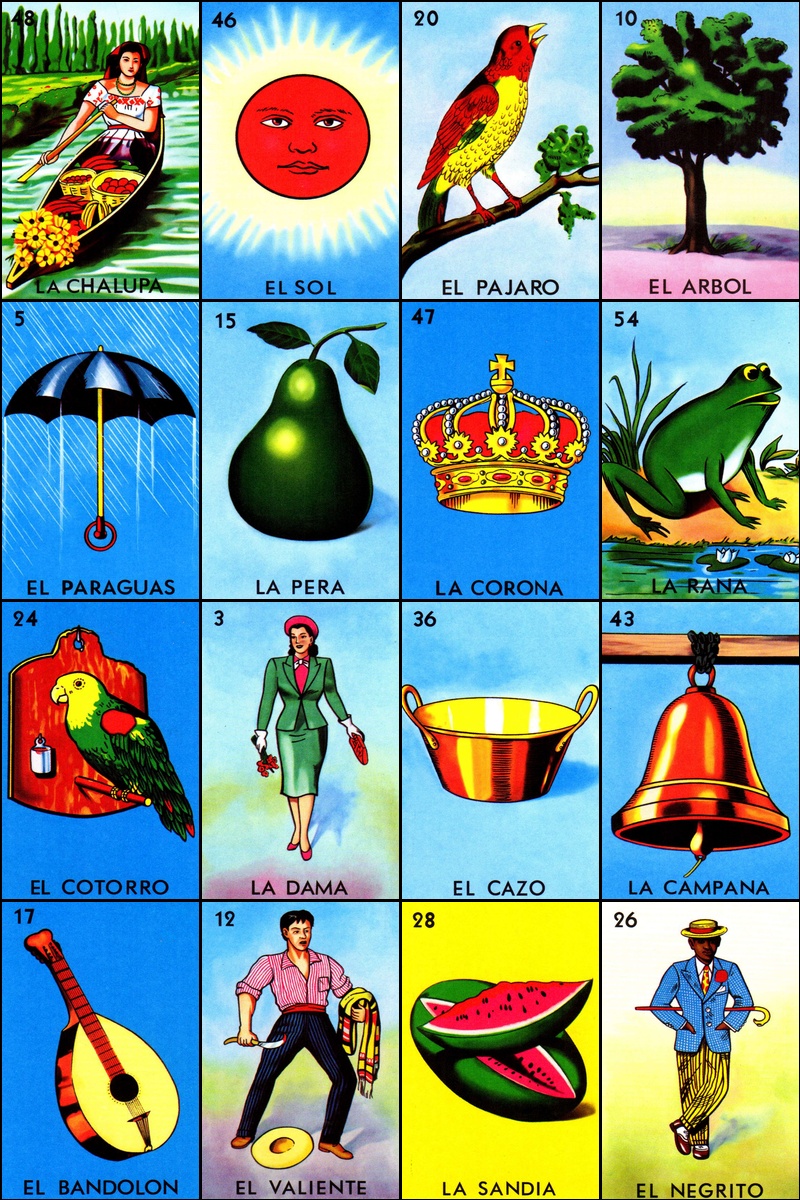 48
LA CHALUPA
46
EL SOL
20
EL PAJARO
10
EL ARBOL
5
EL PARAGUAS
15
LA PERA
47
LA CORONA
54
LA RANA
24
EL COTORRO
3
LA DAMA
36
EL CAZO
43
LA CAMPANA
17
EL BANDOLON
12
EL VALIENTE
28
LA SANDIA
26
EL NEGRITO